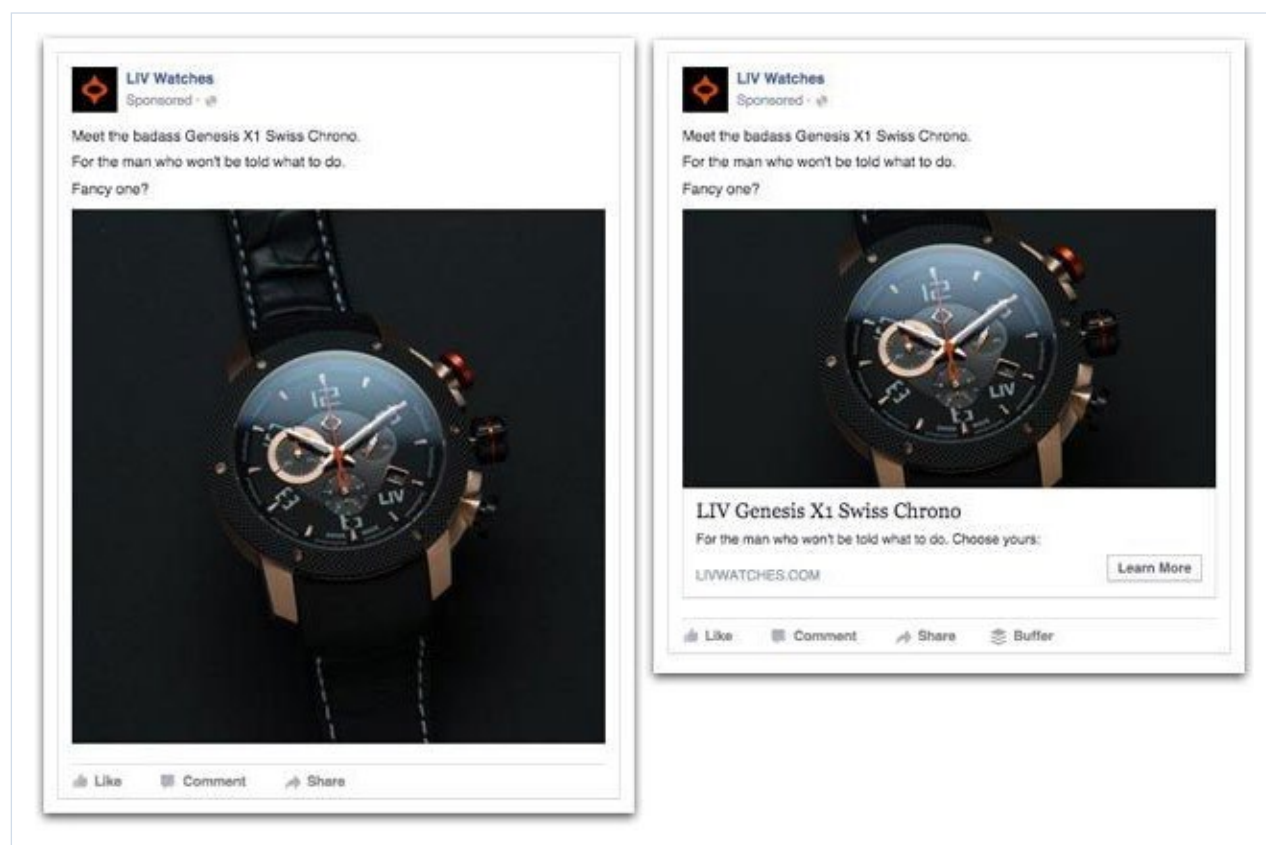 LIV Watches
Sponsored ·
Meet the badass Genesis X1 Swiss Chrono.
For the man who won't be told what to do.
Fancy one?
12
LIV
Like Comment Share
LIV Watches
Sponsored ·
Meet the badass Genesis X1 Swiss Chrono.
For the man who won't be told what to do.
Fancy one?
12
LIV
LIV Genesis X1 Swiss Chrono
For the man who won't be told what to do. Choose yours:
LIVWATCHES.COM
Learn More
Like Comment Share Buffer